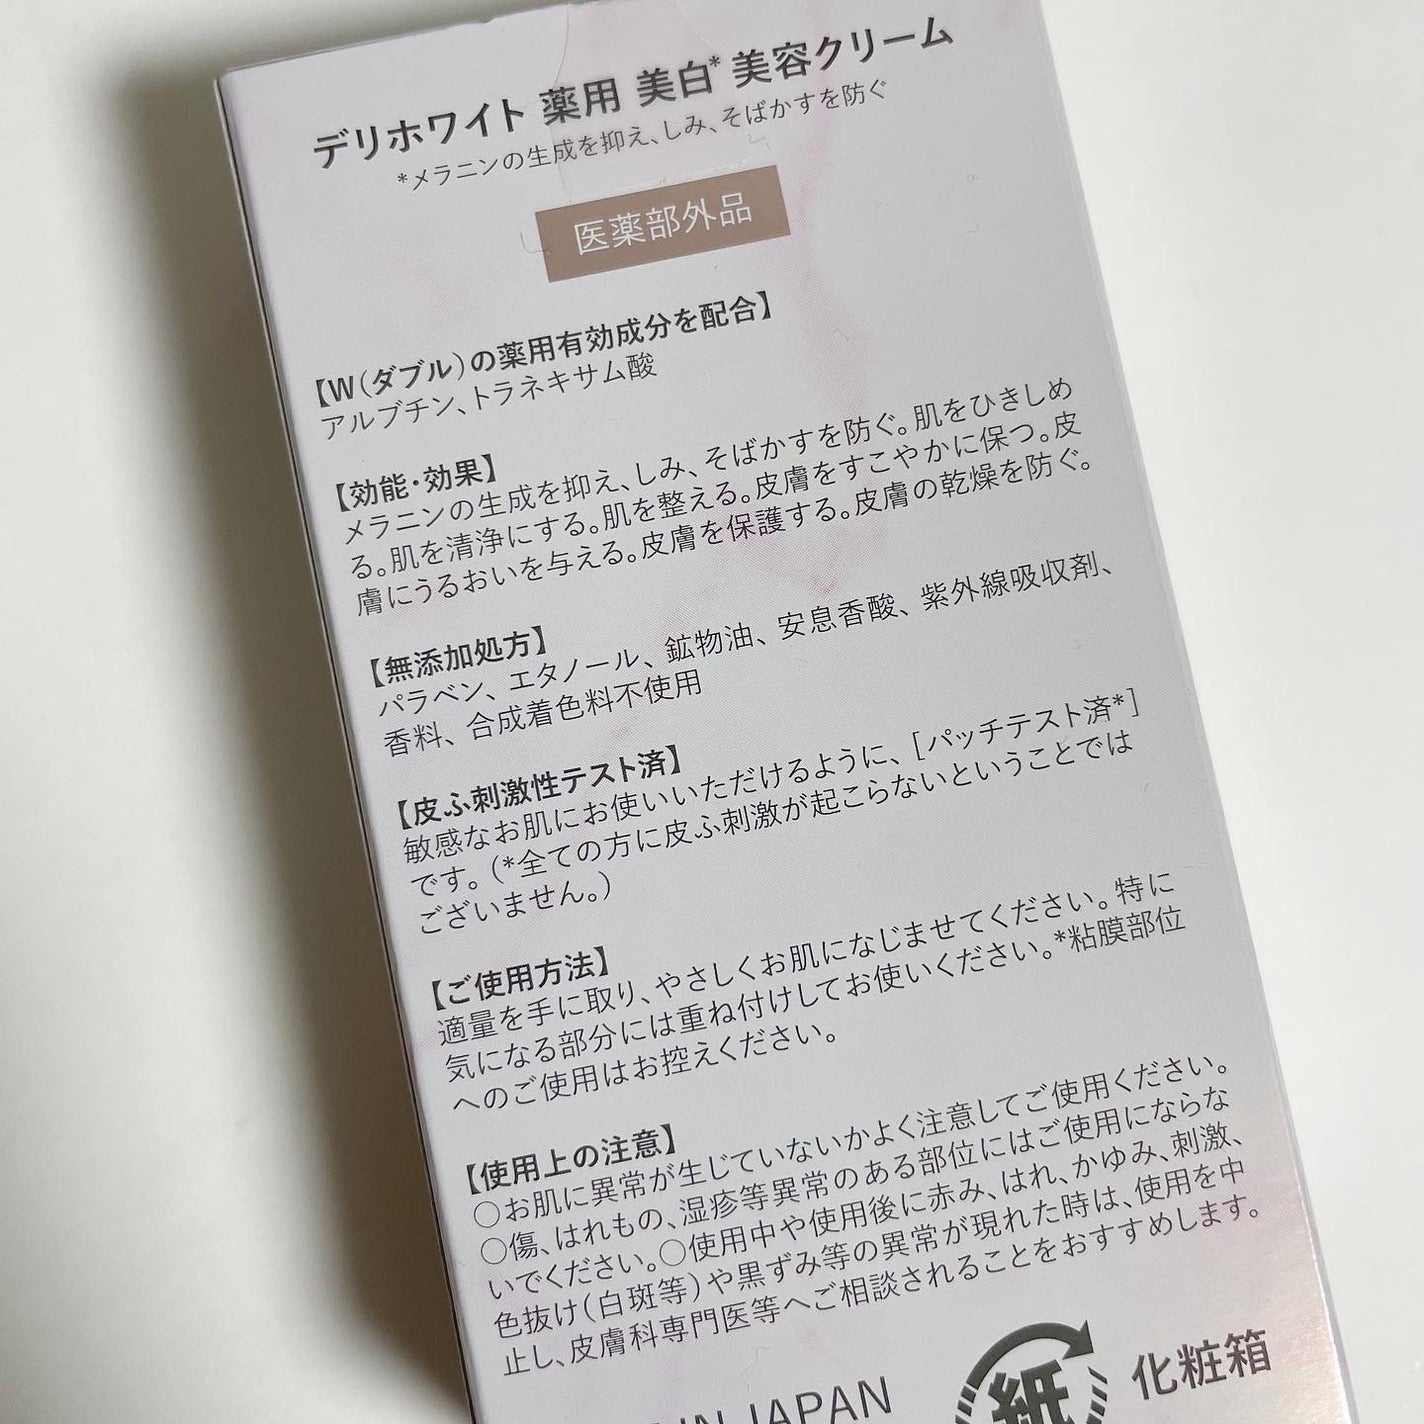 デリホワイト 薬用 美白* 美容クリーム
*メラニンの生成を抑え、しみ、そばかすを防ぐ
医薬部外品
【W(ダブル)の薬用有効成分を配合】
アルブチン、トラネキサム酸
【効能・効果】
メラニンの生成を抑え、しみ、そばかすを防ぐ。肌をひきしめ
る。肌を清浄にする。肌を整える。皮膚をすこやかに保つ。皮
膚にうるおいを与える。皮膚を保護する。皮膚の乾燥を防ぐ。
【無添加処方】
パラベン、エタノール、鉱物油、安息香酸、紫外線吸収剤、
香料、合成着色料不使用
【皮ふ刺激性テスト済】
敏感なお肌にお使いいただけるように、[パッチテスト済*]
です。(*全ての方に皮ふ刺激が起こらないということでは
ございません。)
【ご使用方法】
適量を手に取り、やさしくお肌になじませてください。特に
気になる部分には重ね付けしてお使いください。*粘膜部位
へのご使用はお控えください。
【使用上の注意】
○お肌に異常が生じていないかよく注意してご使用ください。
○傷、はれもの、湿疹等異常のある部位にはご使用にならな
いでください。○使用中や使用後に赤み、はれ、かゆみ、刺激、
色抜け(白斑等)や黒ずみ等の異常が現れた時は、使用を中
止し、皮膚科専門医等へご相談されることをおすすめします。
IN JAPAN
紙 化粧箱